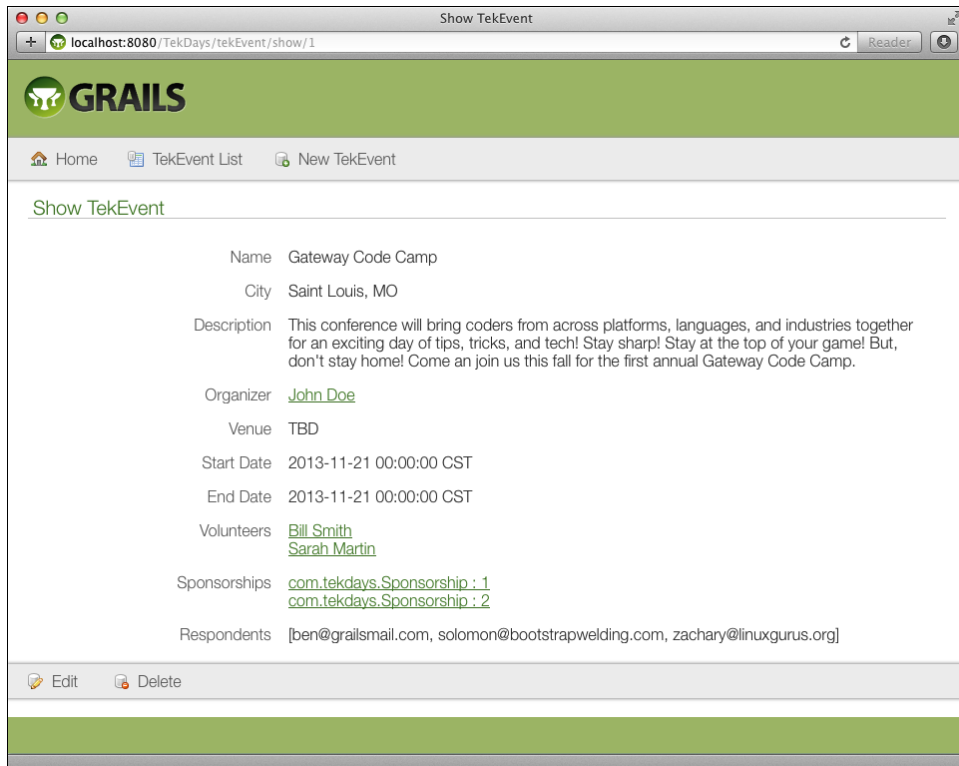 Show TekEvent
+ localhost:8080/TekDays/tekEvent/show/1 Reader
GRAILS
Home TekEvent List New TekEvent
Show TekEvent
Name Gateway Code Camp
City Saint Louis, MO
Description This conference will bring coders from across platforms, languages, and industries together
for an exciting day of tips, tricks, and tech! Stay sharp! Stay at the top of your game! But,
don't stay home! Come an join us this fall for the first annual Gateway Code Camp.
Organizer John Doe
Venue TBD
Start Date 2013-11-21 00:00:00 CST
End Date 2013-11-21 00:00:00 CST
Volunteers Bill Smith
Sarah Martin
Sponsorships com.tekdays.Sponsorship : 1
com.tekdays.Sponsorship : 2
Respondents [ben@grailsmail.com, solomon@bootstrapwelding.com, zachary@linuxgurus.org]
Edit Delete